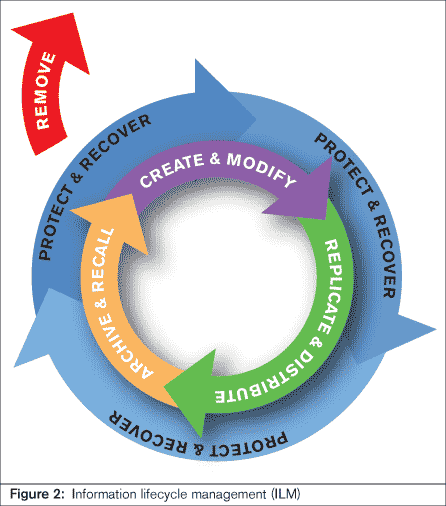 REMOVE
PROTECT & RECOVER
PROTECT & RECOVER
CREATE & MODIFY
ARCHIVE & RECALL
REPLICATE & DISTRIBUTE
PROTECT & RECOVER
Figure 2: Information lifecycle management (ILM)